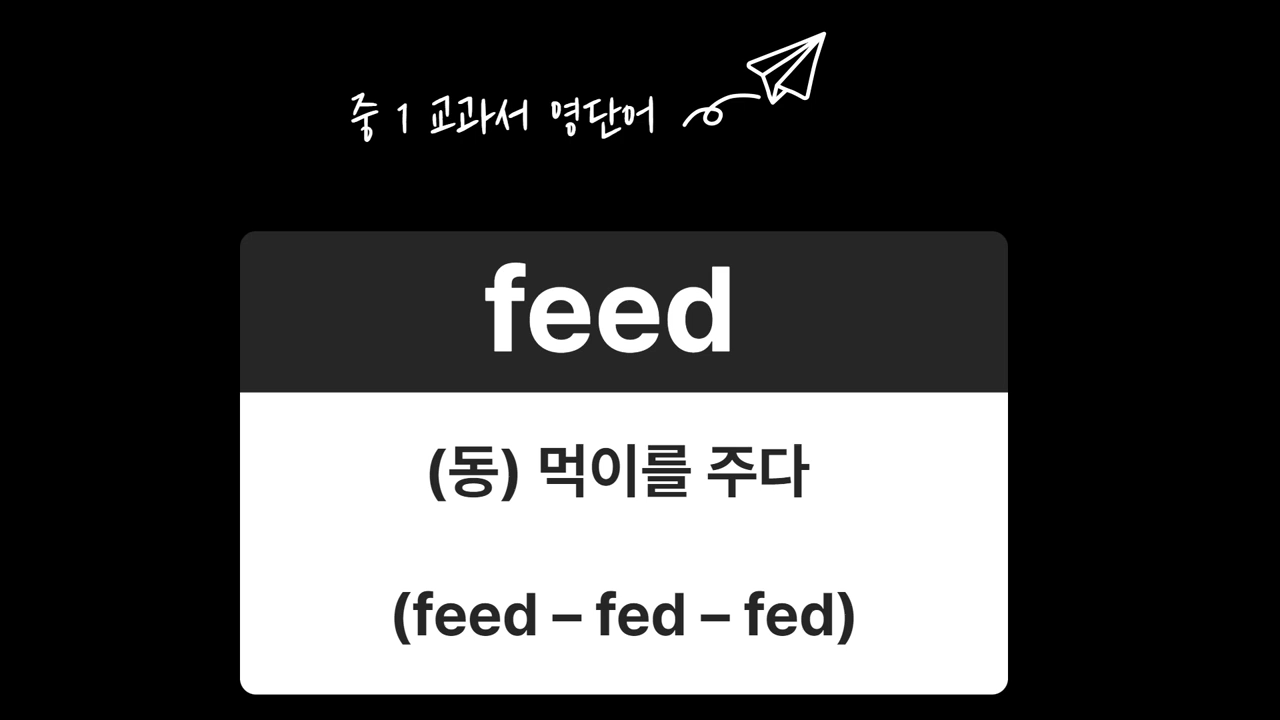 중 1 교과서 영단어
feed
(동) 먹이를 주다
(feed – fed – fed)